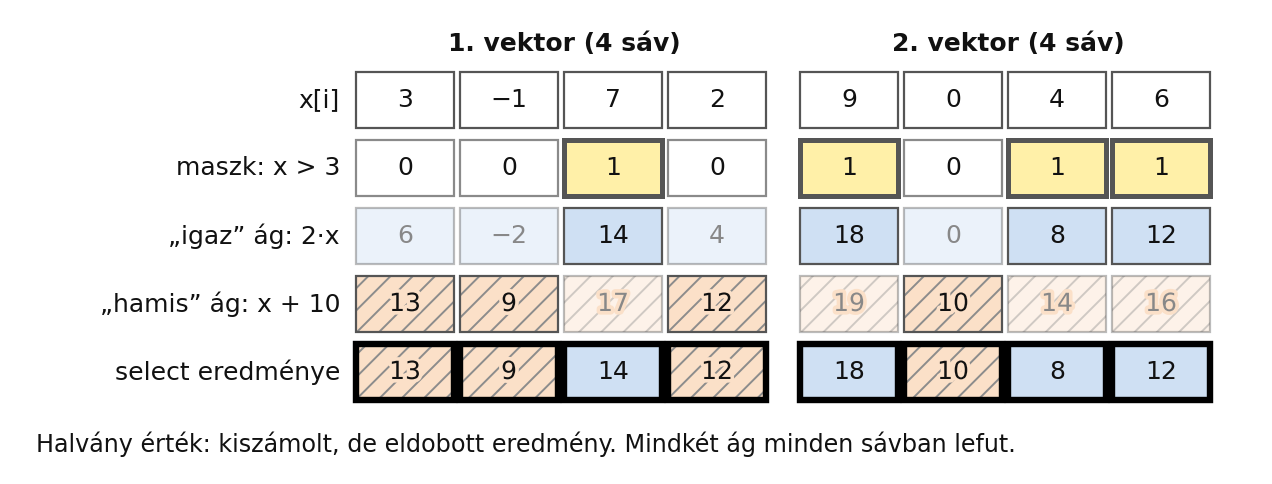 1. vektor (4 sáv) 2. vektor (4 sáv)
x[i] 3 −1 7 2 9 0 4 6
maszk: x > 3 0 0 1 0 1 0 1 1
„igaz” ág: 2·x 6 −2 14 4 18 0 8 12
„hamis” ág: x + 10 13 9 17 12 19 10 14 16
select eredménye 13 9 14 12 18 10 8 12
Halvány érték: kiszámolt, de eldobott eredmény. Mindkét ág minden sávban lefut.